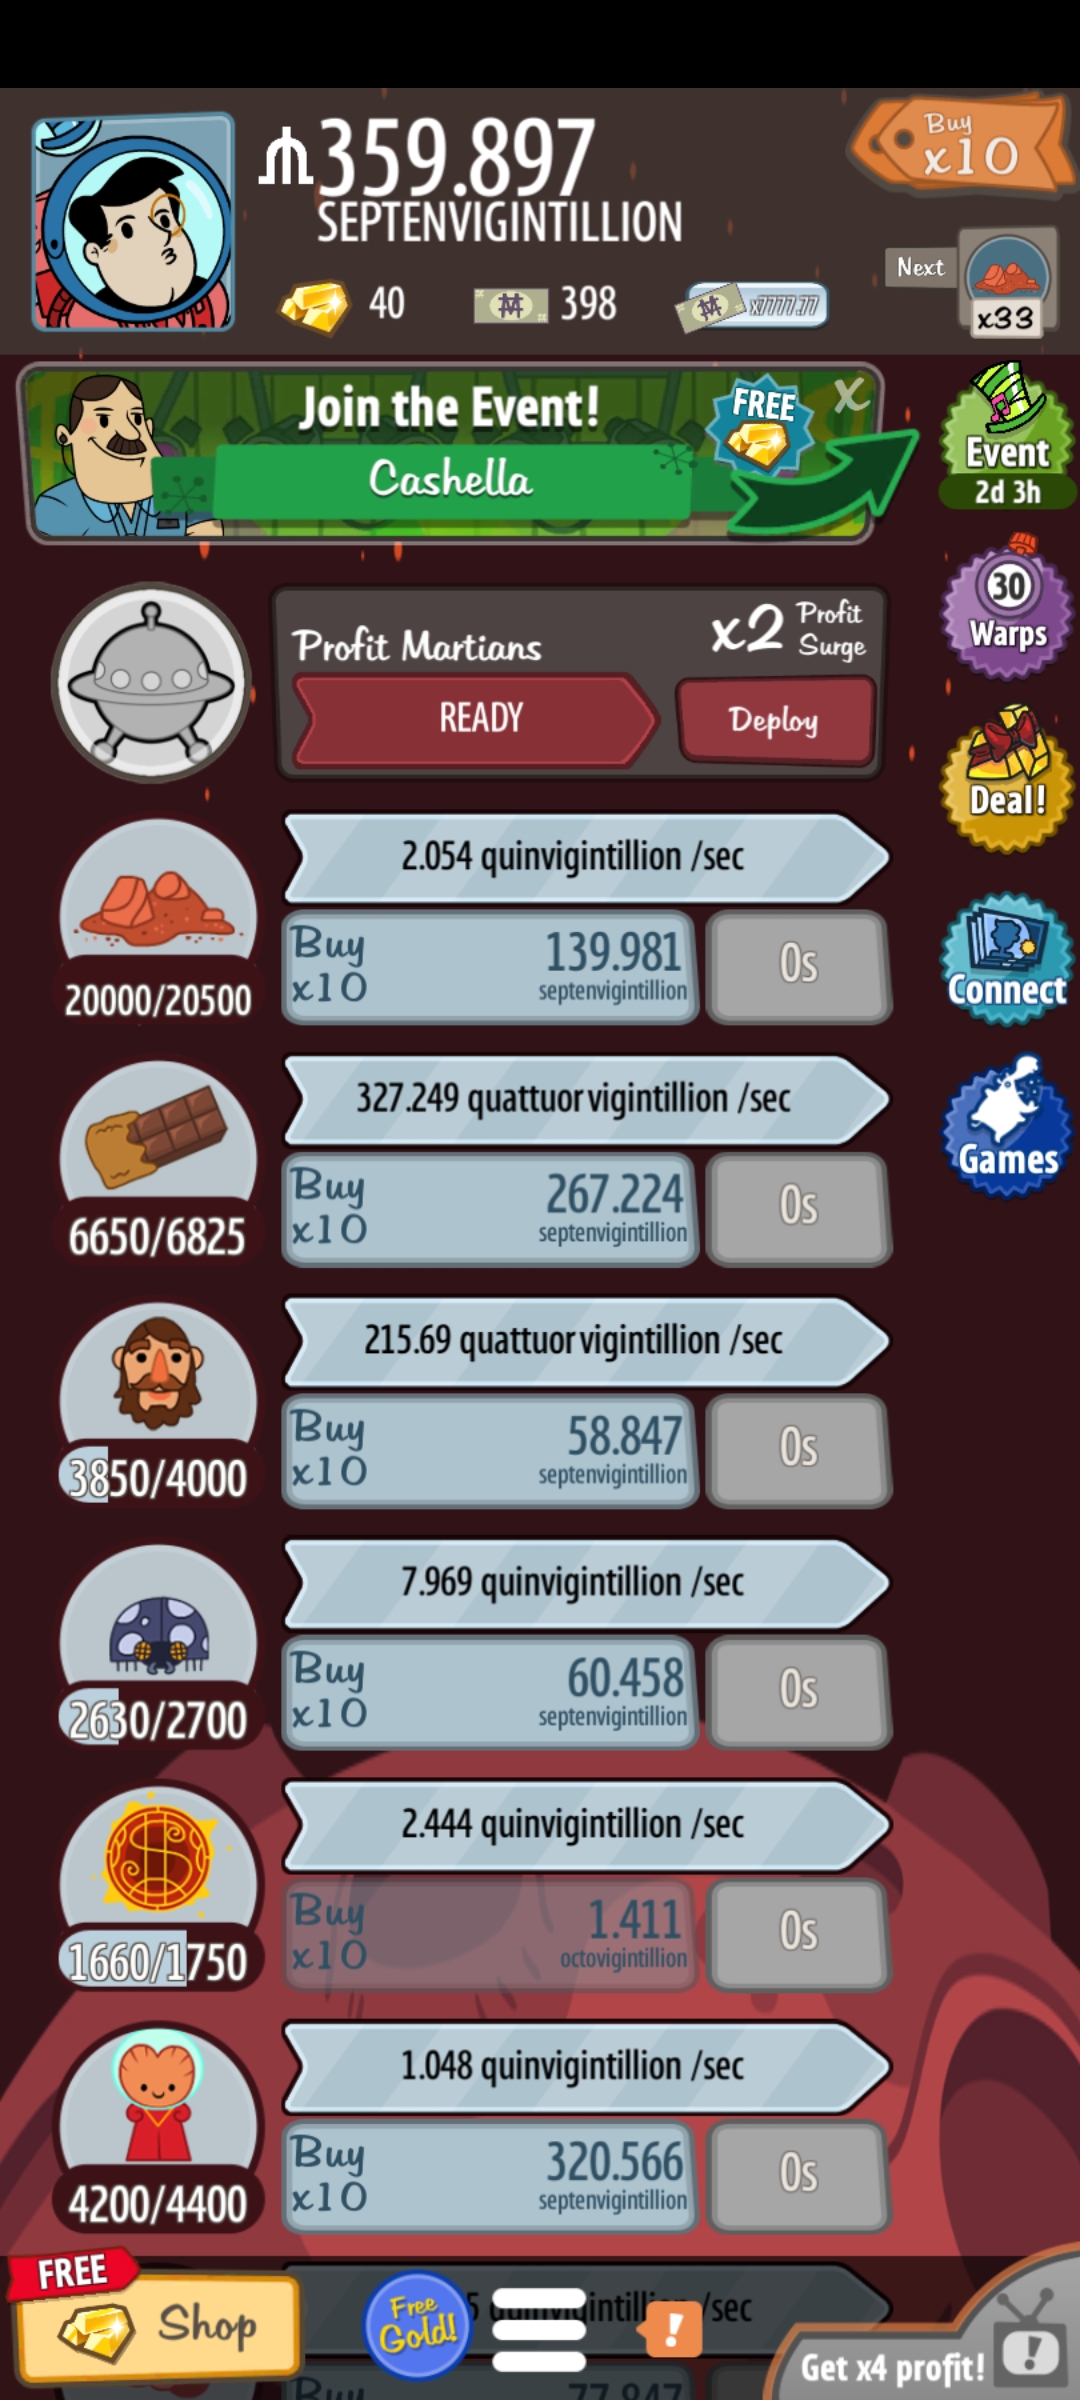 359.897
SEPTENVIGINTILLION
Buy
x10
40
398
x7777.77
Next
x33
Join the Event!
Cashella
FREE
X
Event
2d 3h
30
Warps
Profit Martians
x2 Profit
Surge
READY
Deploy
Deal!
2.054 quinvigintillion /sec
Buy
x10
139.981
septenvigintillion
0s
20000/20500
Connect
327.249 quattuorvigintillion /sec
Buy
x10
267.224
septenvigintillion
0s
6650/6825
Games
215.69 quattuorvigintillion /sec
Buy
x10
58.847
septenvigintillion
0s
3850/4000
7.969 quinvigintillion /sec
Buy
x10
60.458
septenvigintillion
0s
2630/2700
2.444 quinvigintillion /sec
Buy
x10
1.411
octovigintillion
0s
1660/1750
1.048 quinvigintillion /sec
Buy
x10
320.566
septenvigintillion
0s
4200/4400
FREE
Shop
Free
Gold!
/sec
!
!
Get x4 profit!
Buy
77.847